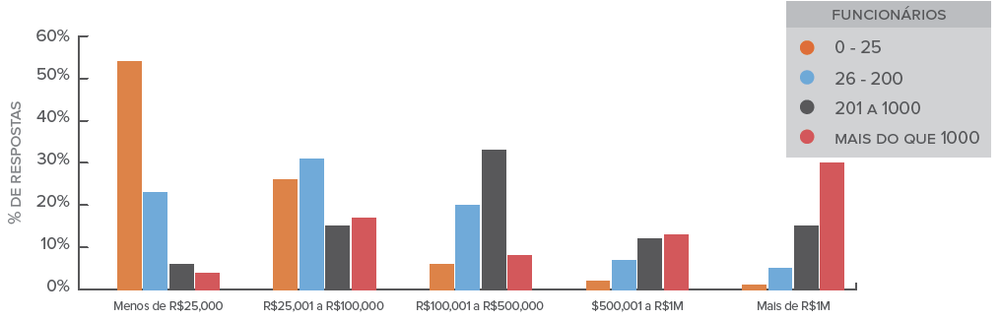 FUNCIONÁRIOS
0 - 25
26 - 200
201 A 1000
MAIS DO QUE 1000
% DE RESPOSTAS
60%
50%
40%
30%
20%
10%
0%
Menos de R$25,000
R$25,001 a R$100,000
R$100,001 a R$500,000
$500,001 a R$1M
Mais de R$1M